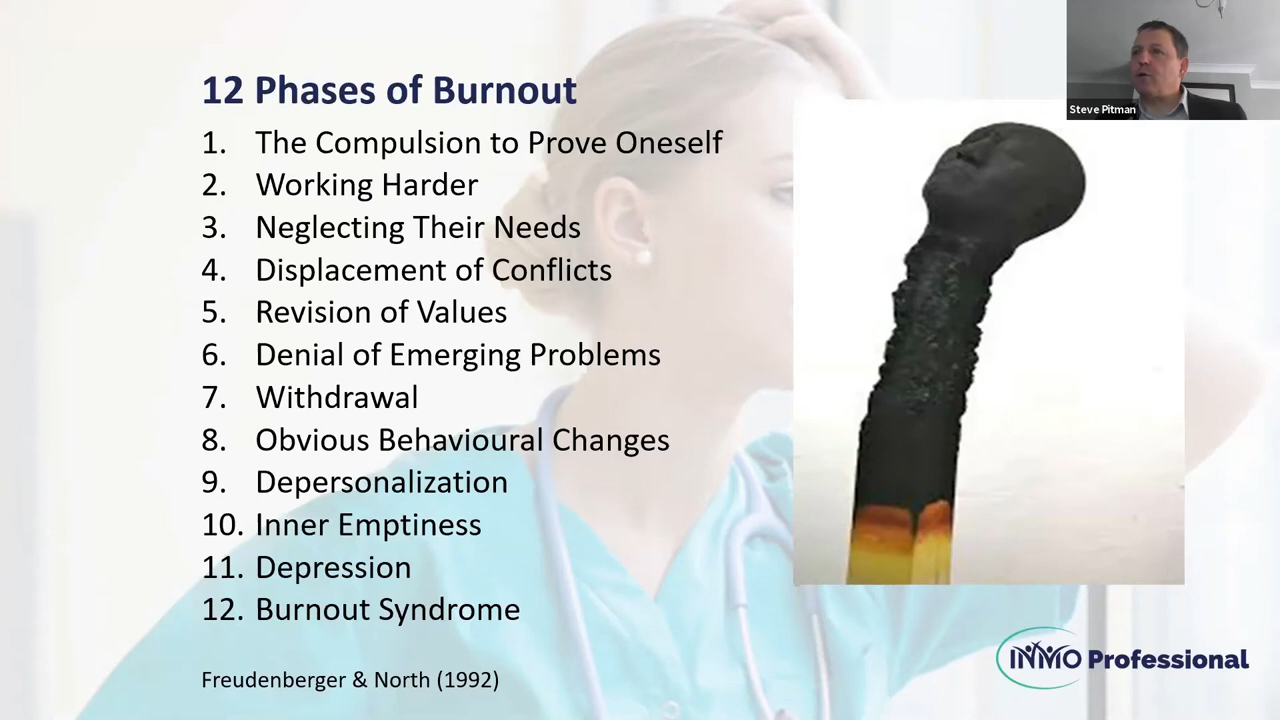 12 Phases of Burnout
1. The Compulsion to Prove Oneself
2. Working Harder
3. Neglecting Their Needs
4. Displacement of Conflicts
5. Revision of Values
6. Denial of Emerging Problems
7. Withdrawal
8. Obvious Behavioural Changes
9. Depersonalization
10. Inner Emptiness
11. Depression
12. Burnout Syndrome
Freudenberger & North (1992)
Steve Pitman
INMO Professional